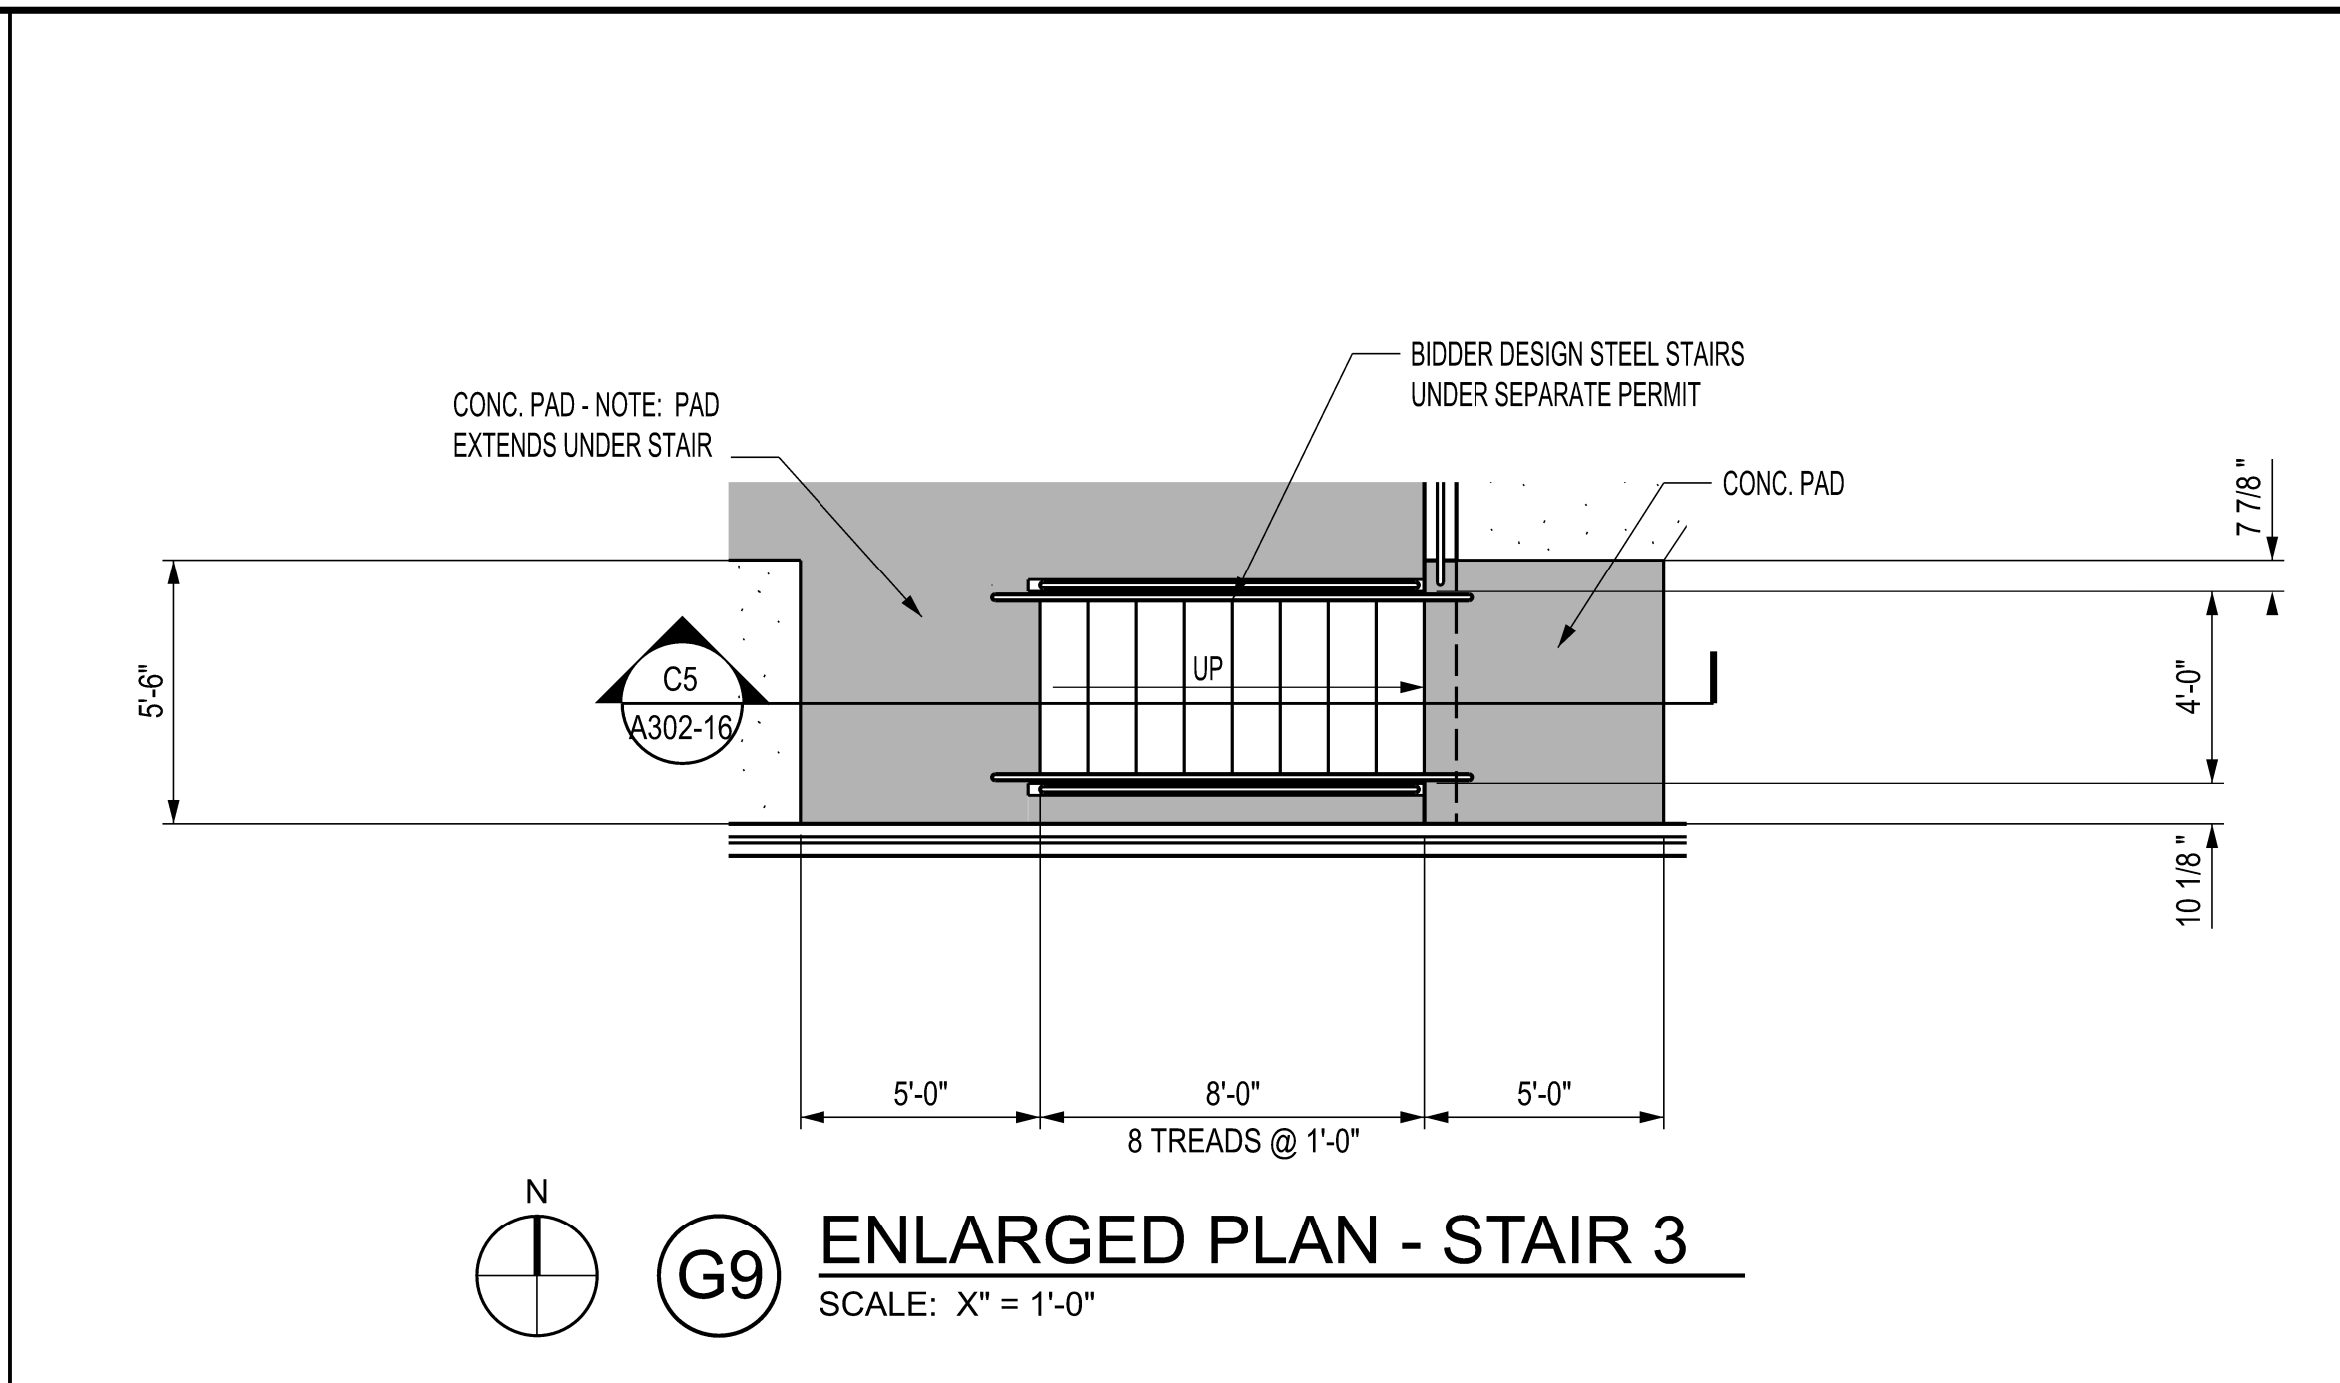 BIDDER DESIGN STEEL STAIRS
UNDER SEPARATE PERMIT
CONC. PAD - NOTE: PAD
EXTENDS UNDER STAIR
CONC. PAD
7 7/8 "
5'-6"
C5
A302-16
UP
4'-0"
10 1/8 "
5'-0"
8'-0"
5'-0"
8 TREADS @ 1'-0"
N
G9
ENLARGED PLAN - STAIR 3
SCALE: X" = 1'-0"